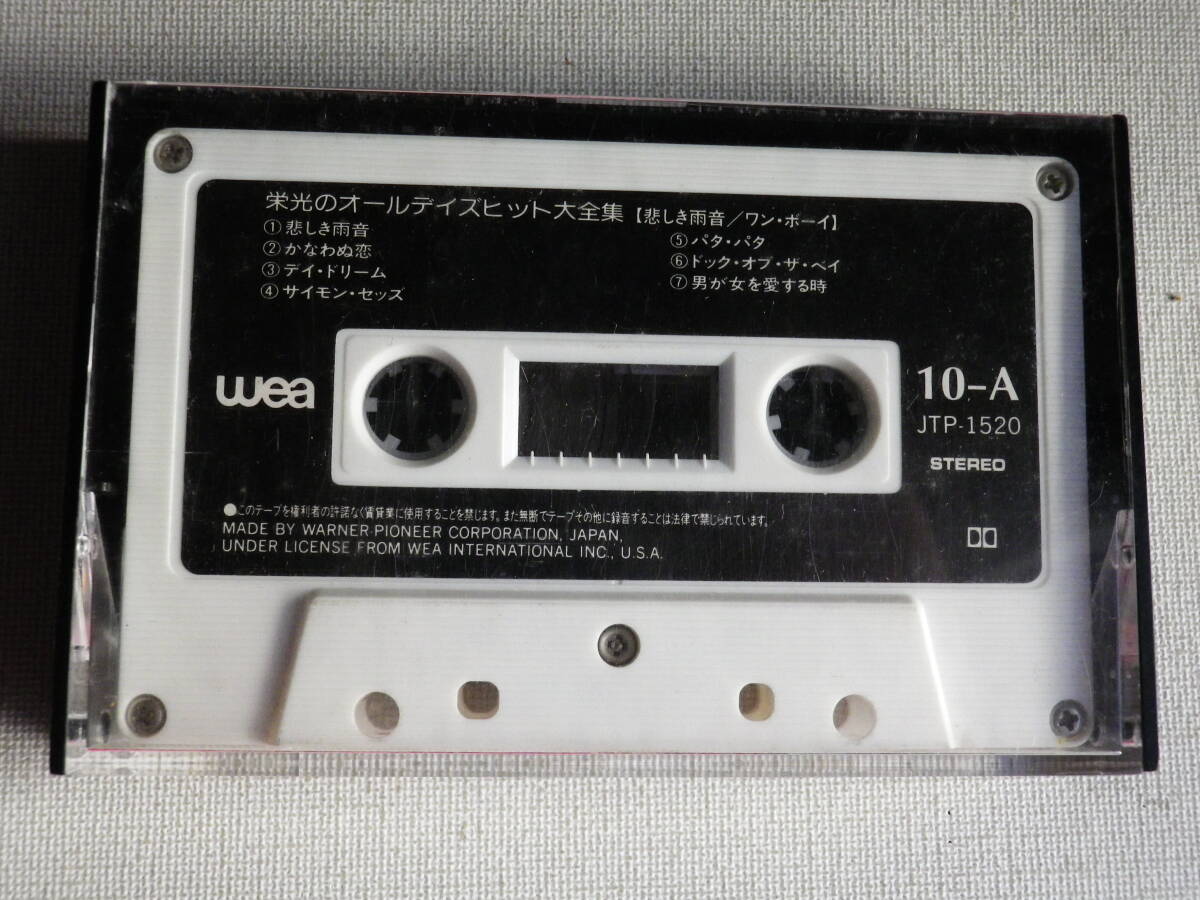 栄光のオールデイズヒット大全集【悲しき雨音／ワン・ボーイ】
①悲しき雨音
②かなわぬ恋
③デイ・ドリーム
④サイモン・セッズ
⑤パタ・パタ
⑥ドック・オブ・ザ・ベイ
⑦男が女を愛する時
wea
10-A
JTP-1520
STEREO
●このテープを権利者の許諾なく賃貸業に使用することを禁じます。また無断でテープその他に録音することは法律で禁じられています。
MADE BY WARNER-PIONEER CORPORATION, JAPAN,
UNDER LICENSE FROM WEA INTERNATIONAL INC., U.S.A.